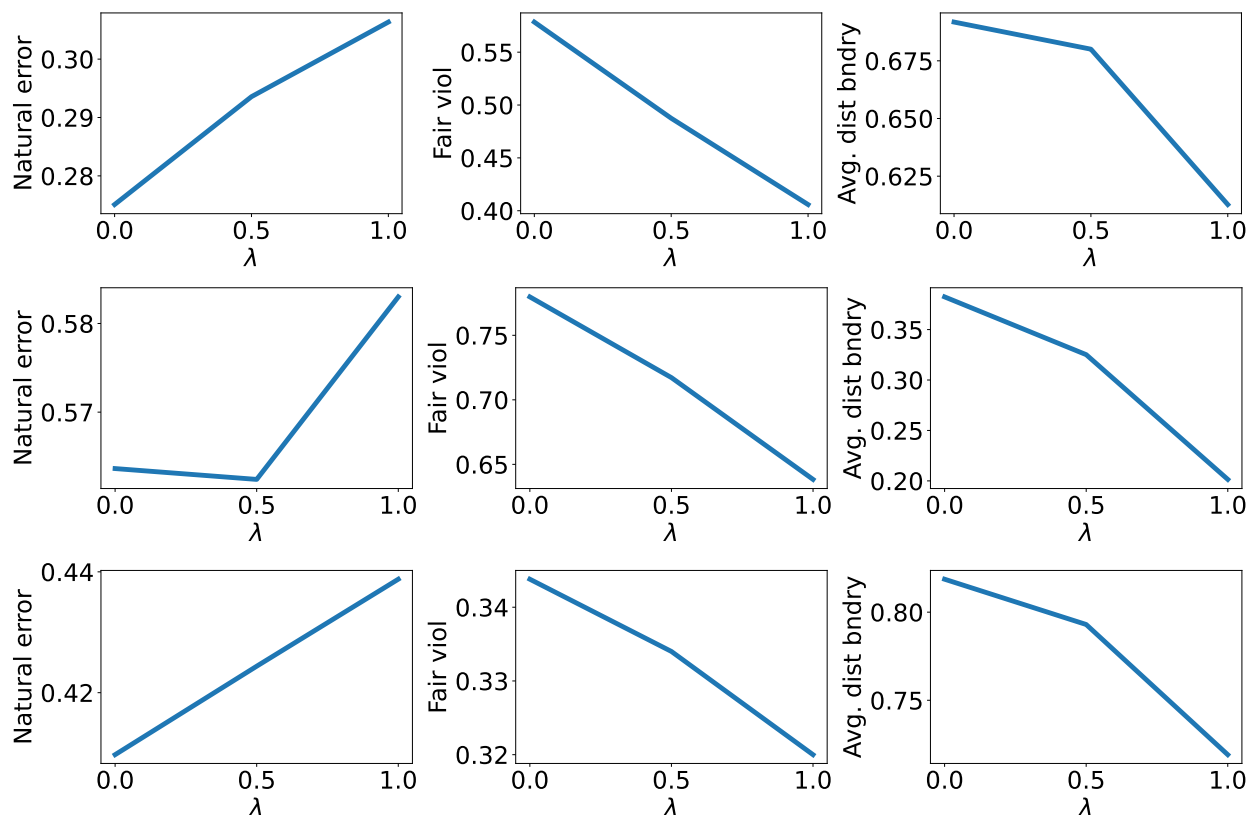 Natural error
0.30
0.29
0.28
0.0 0.5 1.0
λ
Fair viol
0.55
0.50
0.45
0.40
0.0 0.5 1.0
λ
Avg. dist bndry
0.675
0.650
0.625
0.0 0.5 1.0
λ
Natural error
0.58
0.57
0.0 0.5 1.0
λ
Fair viol
0.75
0.70
0.65
0.0 0.5 1.0
λ
Avg. dist bndry
0.35
0.30
0.25
0.20
0.0 0.5 1.0
λ
Natural error
0.44
0.42
0.0 0.5 1.0
λ
Fair viol
0.34
0.33
0.32
0.0 0.5 1.0
λ
Avg. dist bndry
0.80
0.75
0.0 0.5 1.0
λ